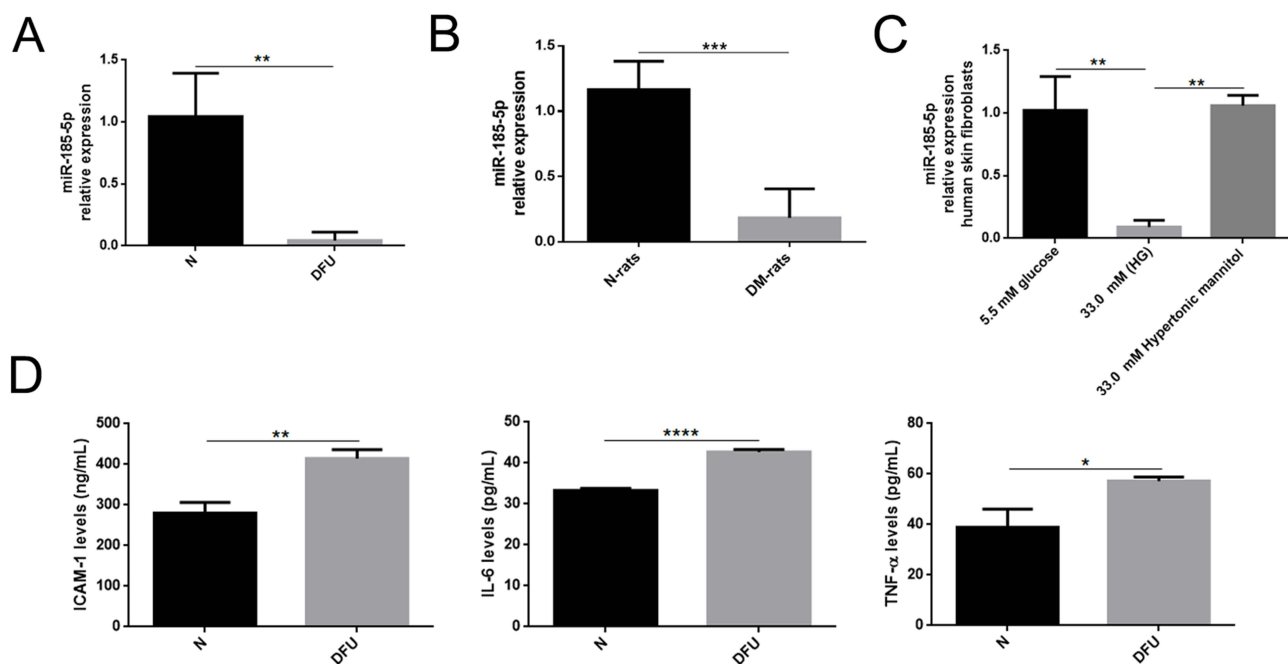 A
miR-185-5p
relative expression
1.5
1.0
0.5
0.0
**
N
DFU
B
miR-185-5p
relative expression
1.5
1.0
0.5
0.0
***
N-rats
DM-rats
C
miR-185-5p
relative expression
human skin fibroblasts
1.5
1.0
0.5
0.0
**
**
5.5 mM glucose
33.0 mM (HG)
33.0 mM Hypertonic mannitol
D
ICAM-1 levels (ng/mL)
500
400
300
200
100
0
**
N
DFU
IL-6 levels (pg/mL)
50
40
30
20
10
0
****
N
DFU
TNF-α levels (pg/mL)
80
60
40
20
0
*
N
DFU